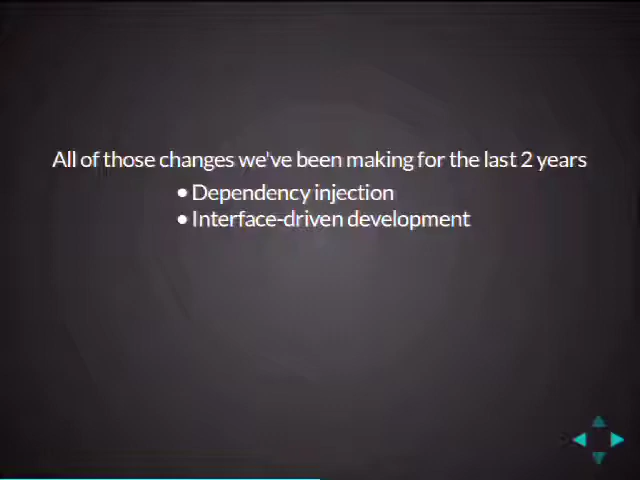 All of those changes we've been making for the last 2 years
• Dependency injection
• Interface-driven development